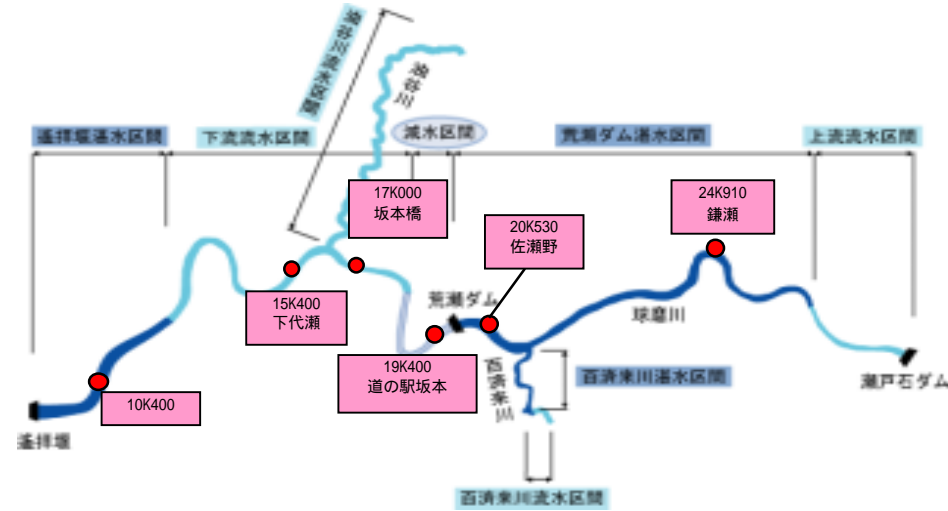 油谷川流水区間
油谷川
遙拝堰湛水区間
下流流水区間
減水区間
荒瀬ダム湛水区間
上流流水区間
17K000
坂本橋
24K910
鎌瀬
20K530
佐瀬野
15K400
下代瀬
荒瀬ダム
球磨川
19K400
道の駅坂本
百済来川
百済来川湛水区間
瀬戸石ダム
10K400
遙拝堰
百済来川流水区間